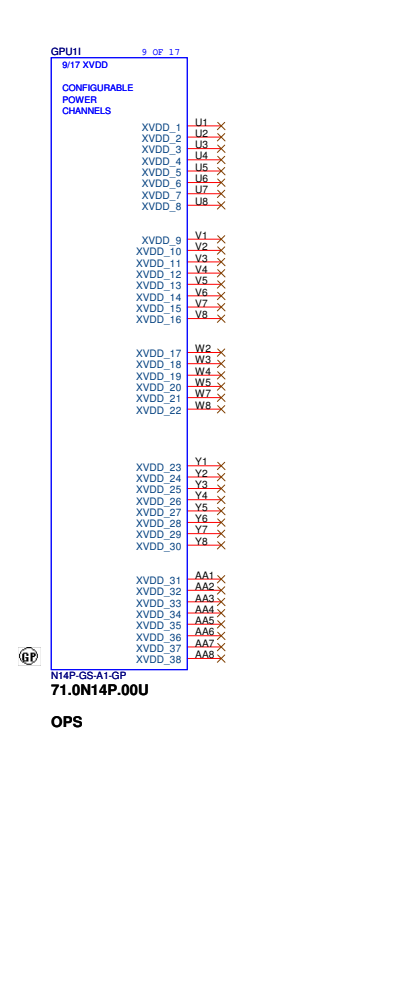 GPU1I 9 OF 17
9/17 XVDD
CONFIGURABLE
POWER
CHANNELS
XVDD_1 U1
XVDD_2 U2
XVDD_3 U3
XVDD_4 U4
XVDD_5 U5
XVDD_6 U6
XVDD_7 U7
XVDD_8 U8
XVDD_9 V1
XVDD_10 V2
XVDD_11 V3
XVDD_12 V4
XVDD_13 V5
XVDD_14 V6
XVDD_15 V7
XVDD_16 V8
XVDD_17 W2
XVDD_18 W3
XVDD_19 W4
XVDD_20 W5
XVDD_21 W7
XVDD_22 W8
XVDD_23 Y1
XVDD_24 Y2
XVDD_25 Y3
XVDD_26 Y4
XVDD_27 Y5
XVDD_28 Y6
XVDD_29 Y7
XVDD_30 Y8
XVDD_31 AA1
XVDD_32 AA2
XVDD_33 AA3
XVDD_34 AA4
XVDD_35 AA5
XVDD_36 AA6
XVDD_37 AA7
XVDD_38 AA8
GP
N14P-GS-A1-GP
71.0N14P.00U
OPS